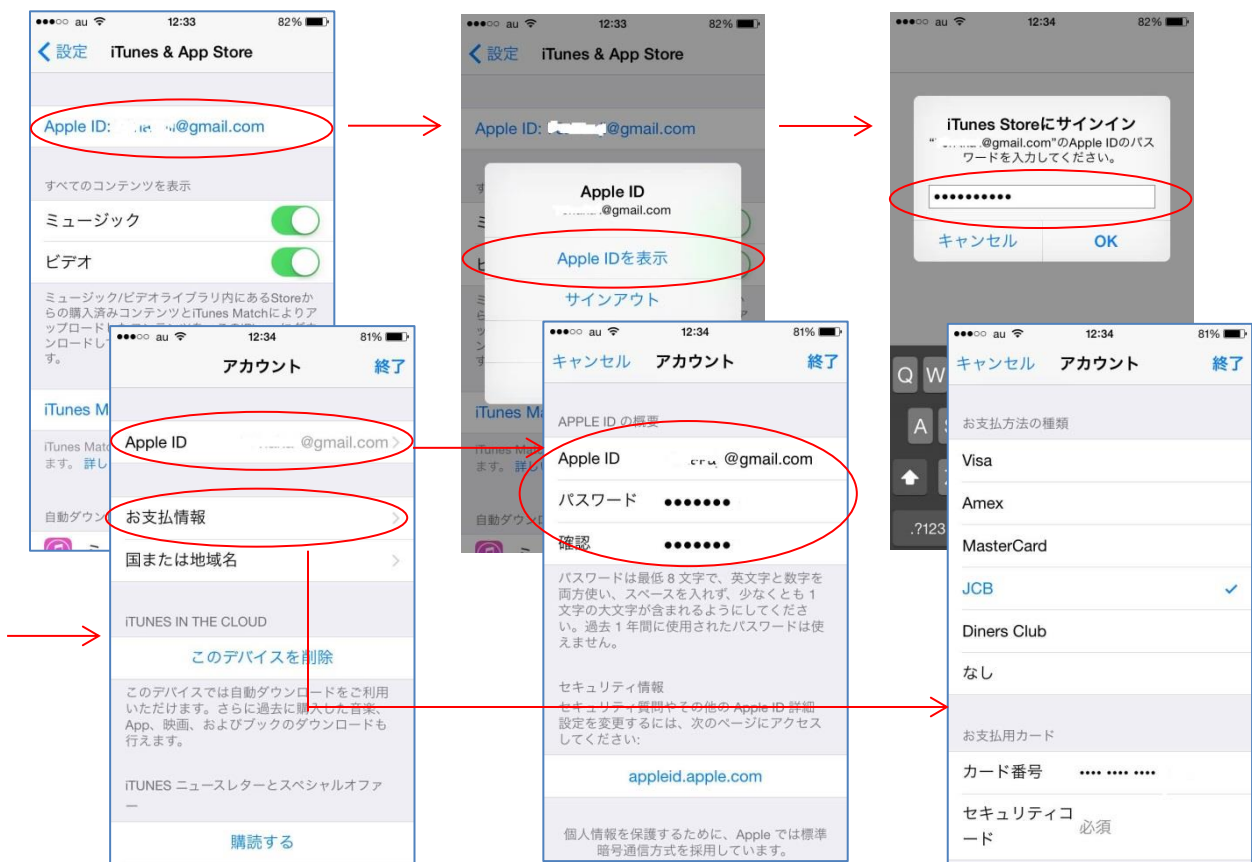 au 12:33 82%
設定 iTunes & App Store
Apple ID: @gmail.com
すべてのコンテンツを表示
ミュージック
ビデオ
ミュージック/ビデオライブラリ内にあるStoreか
らの購入済みコンテンツとiTunes Matchによりア
ップロードし
ンロードして
す。
iTunes M
iTunes Matc
ます。 詳し
自動ダウン
au 12:33 82%
設定 iTunes & App Store
Apple ID: @gmail.com
Apple ID
@gmail.com
Apple IDを表示
サインアウト
iTunes Ma
ます。 詳し
自動ダウンロ
au 12:34 82%
iTunes Storeにサインイン
“ @gmail.com"のApple IDのパス
ワードを入力してください。
••••••••••
キャンセル OK
Q W
A
.?123
au 12:34 81%
アカウント 終了
Apple ID @gmail.com
お支払情報
国または地域名
iTUNES IN THE CLOUD
このデバイスを削除
このデバイスでは自動ダウンロードをご利用
いただけます。さらに過去に購入した音楽、
App、映画、およびブックのダウンロードも
行えます。
iTUNES ニュースレターとスペシャルオファ
ー
購読する
au 12:34 81%
キャンセル アカウント 終了
APPLE ID の概要
Apple ID @gmail.com
パスワード •••••••
確認 •••••••
パスワードは最低 8 文字で、英文字と数字を
両方使い、スペースを入れず、少なくとも 1
文字の大文字が含まれるようにしてくださ
い。過去 1 年間に使用されたパスワードは使
えません。
セキュリティ情報
セキュリティ質問やその他の Apple ID 詳細
設定を変更するには、次のページにアクセス
してください:
appleid.apple.com
個人情報を保護するために、Apple では標準
暗号通信方式を採用しています。
au 12:34 81%
キャンセル アカウント 終了
お支払方法の種類
Visa
Amex
MasterCard
JCB
Diners Club
なし
お支払用カード
カード番号 •••• •••• ••••
セキュリティコ
ード 必須